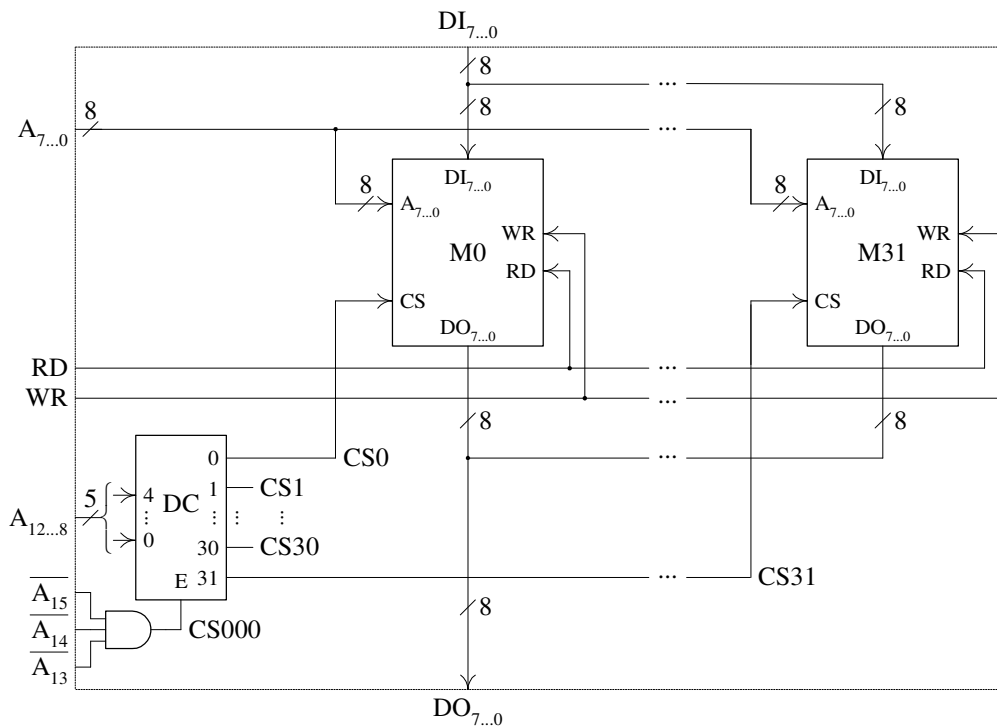 DI7...0
8
8
8
...
8
A7...0
...
DI7...0
DI7...0
8
A7...0
8
A7...0
WR
M0
RD
WR
M31
RD
CS
DO7...0
CS
DO7...0
RD
...
WR
...
8
8
0
CS0
...
5
A12...8
4
DC
1
CS1
...
...
...
0
30
CS30
E
31
...
CS31
A15
A14
A13
CS000
8
DO7...0